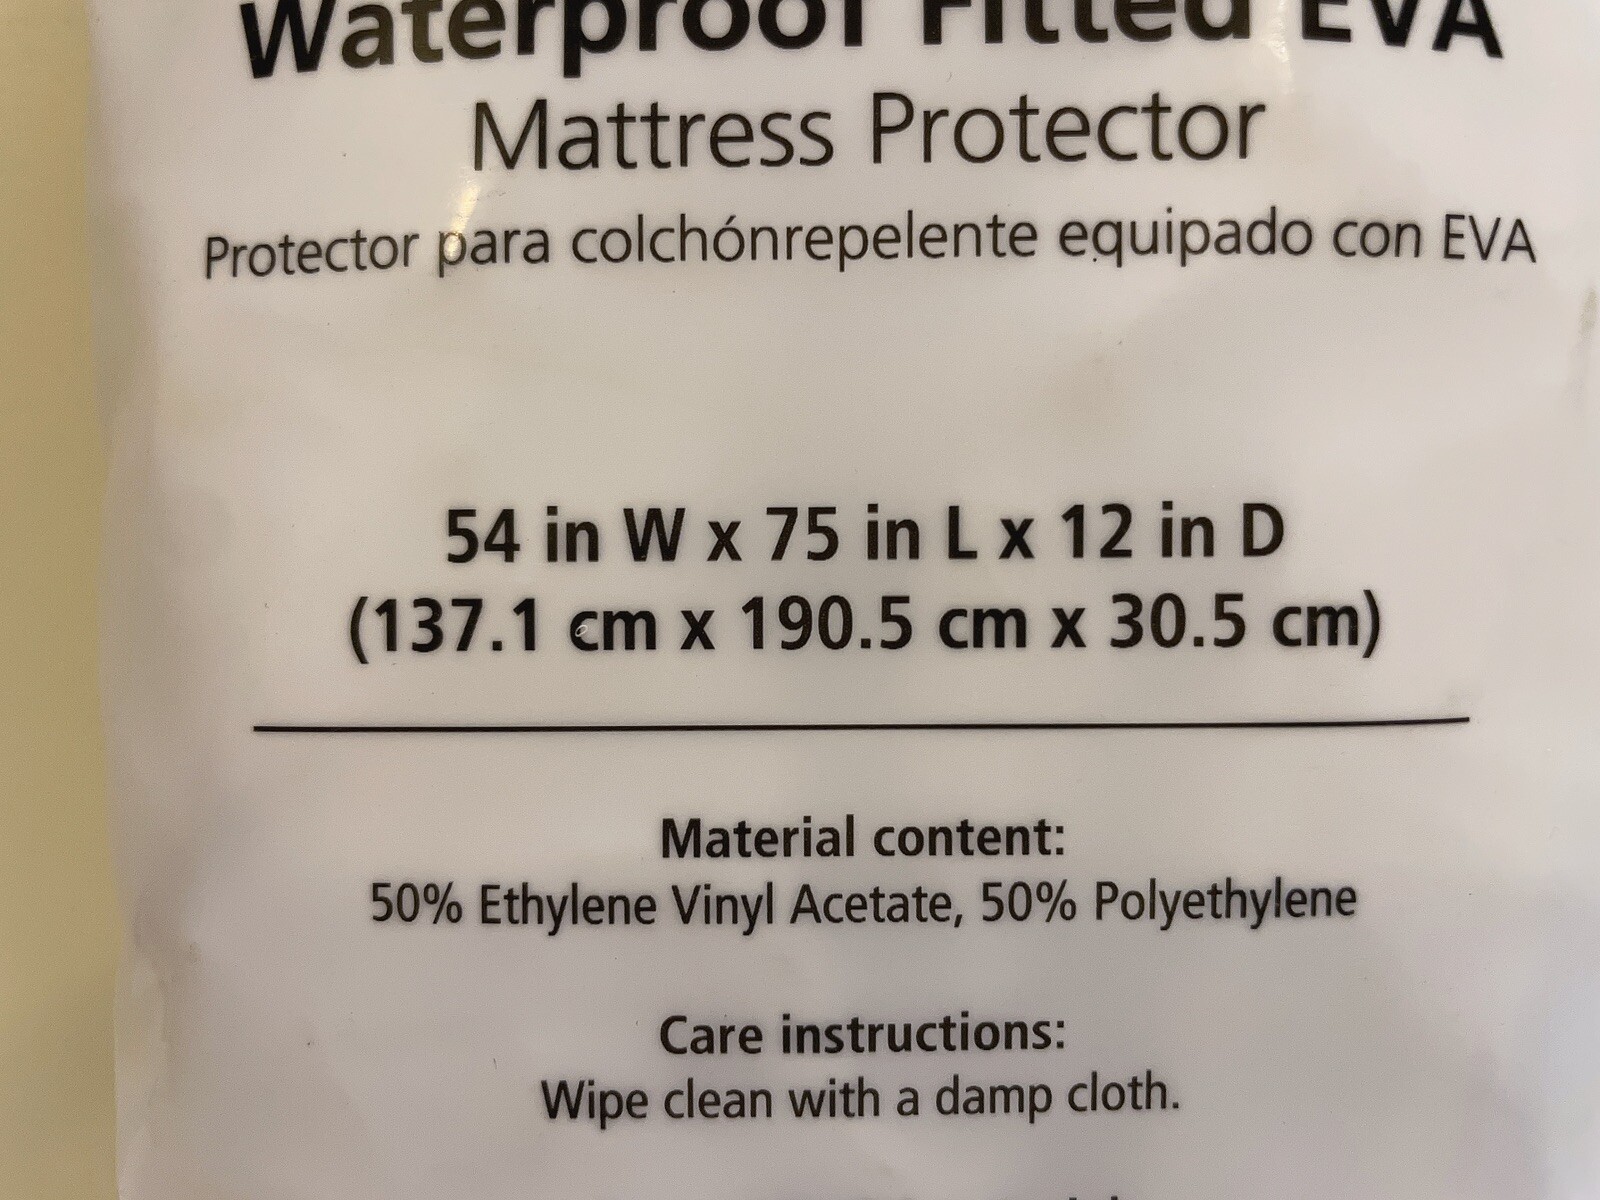 Waterproof Fitted EVA
Mattress Protector
Protector para colchónrepelente equipado con EVA
54 in W x 75 in L x 12 in D
(137.1 cm x 190.5 cm x 30.5 cm)
Material content:
50% Ethylene Vinyl Acetate, 50% Polyethylene
Care instructions:
Wipe clean with a damp cloth.